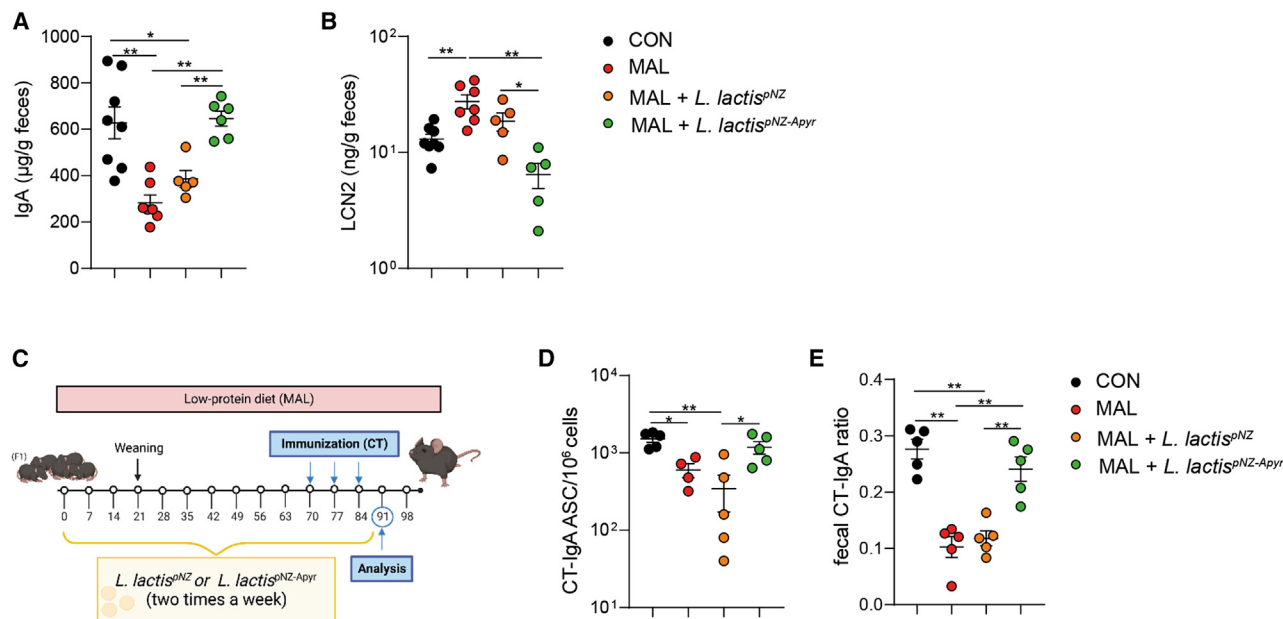 A
IgA (µg/g feces)
1000
800
600
400
200
0
*
**
**
**
B
LCN2 (ng/g feces)
10²
10¹
10⁰
**
**
*
CON
MAL
MAL + L. lactisᵖᴺᶻ
MAL + L. lactisᵖᴺᶻ⁻ᴬᵖʸʳ
C
Low-protein diet (MAL)
Weaning
Immunization (CT)
(F1)
0 7 14 21 28 35 42 49 56 63 70 77 84 91 98
L. lactisᵖᴺᶻ or L. lactisᵖᴺᶻ⁻ᴬᵖʸʳ
(two times a week)
Analysis
D
CT-IgA ASC/10⁶ cells
10⁴
10³
10²
10¹
**
*
*
E
fecal CT-IgA ratio
0.4
0.3
0.2
0.1
0.0
**
**
**
**
CON
MAL
MAL + L. lactisᵖᴺᶻ
MAL + L. lactisᵖᴺᶻ⁻ᴬᵖʸʳ